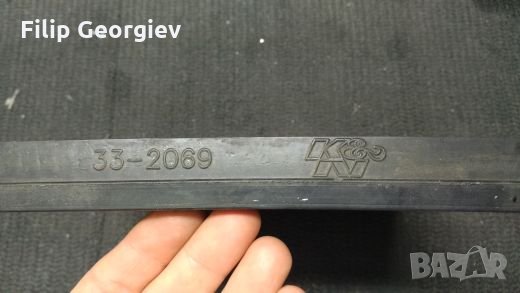 Filip Georgiev
33-2069
K&N
BAZAR